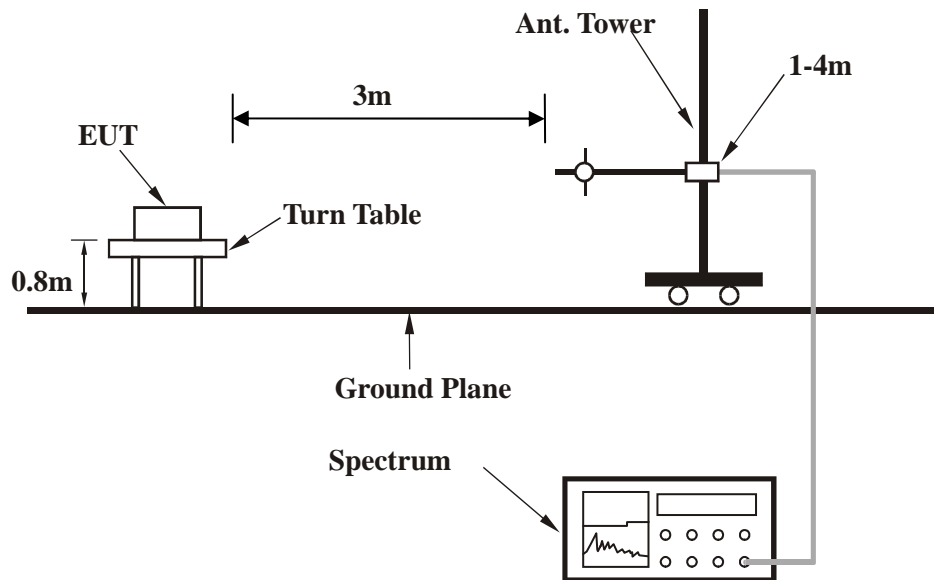 Ant. Tower
1-4m
3m
EUT
Turn Table
0.8m
Ground Plane
Spectrum